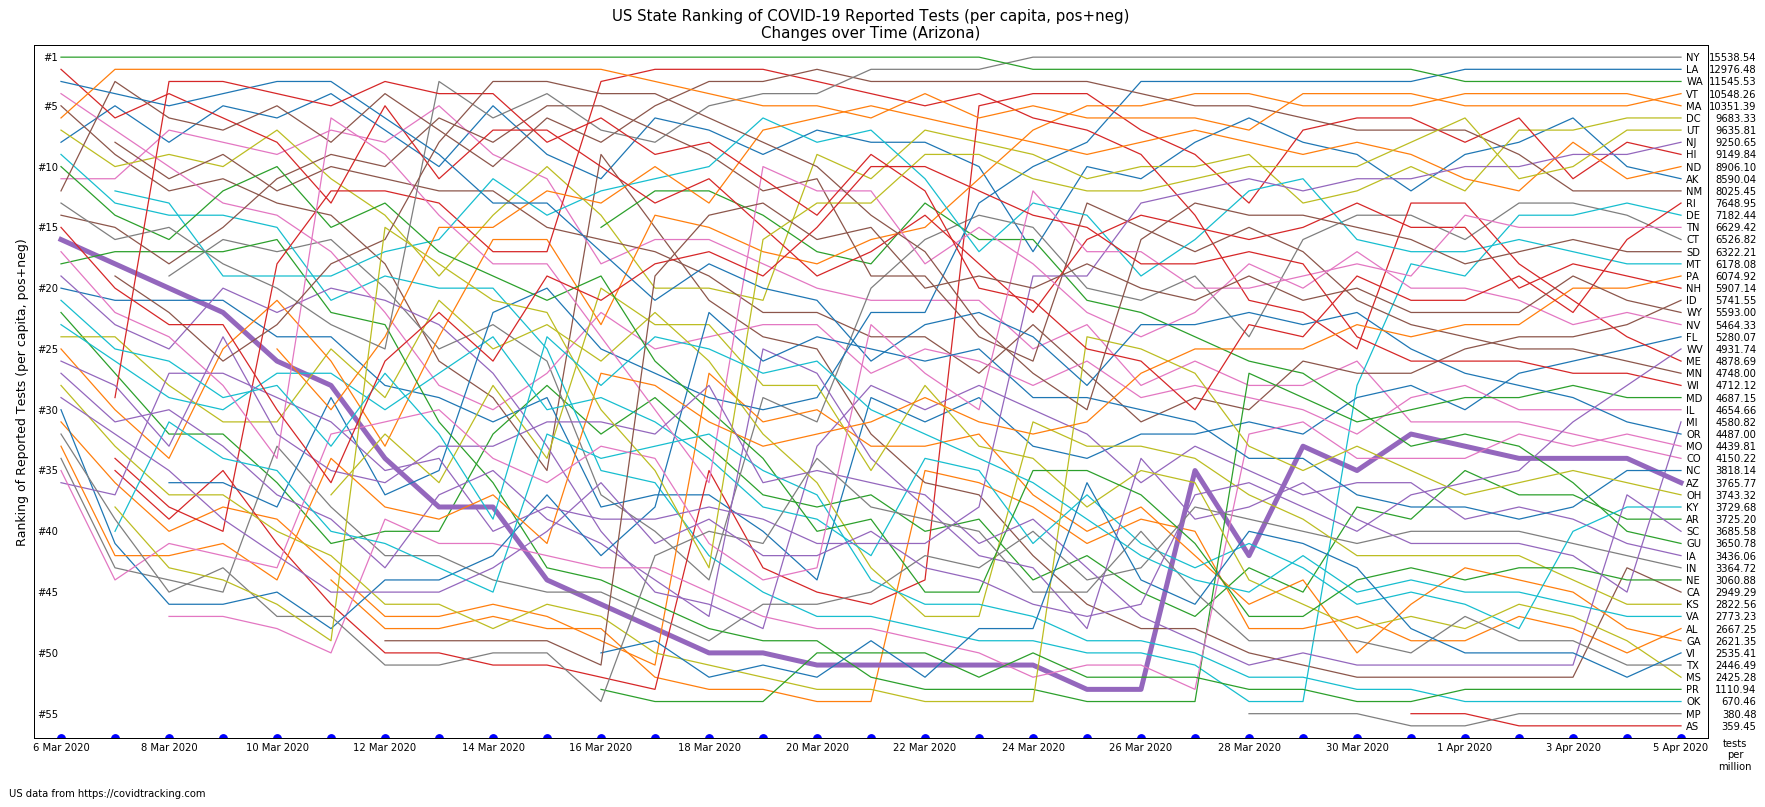 US State Ranking of COVID-19 Reported Tests (per capita, pos+neg)
Changes over Time (Arizona)
Ranking of Reported Tests (per capita, pos+neg)
#1
#5
#10
#15
#20
#25
#30
#35
#40
#45
#50
#55
NY 15538.54
LA 12976.48
WA 11545.53
VT 10548.26
MA 10351.39
DC 9683.33
UT 9635.81
NJ 9250.65
HI 9149.84
ND 8906.10
AK 8590.04
NM 8025.45
RI 7648.95
DE 7182.44
TN 6629.42
CT 6526.82
SD 6322.21
MT 6178.08
PA 6074.92
NH 5907.14
ID 5741.55
WY 5593.00
NV 5464.33
FL 5280.07
WV 4931.74
ME 4878.69
MN 4748.00
WI 4712.12
MD 4687.15
IL 4654.66
MI 4580.82
OR 4487.00
MO 4439.81
CO 4150.22
NC 3818.14
AZ 3765.77
OH 3743.32
KY 3729.68
AR 3725.20
SC 3685.58
GU 3650.78
IA 3436.06
IN 3364.72
NE 3060.88
CA 2949.29
KS 2822.56
VA 2773.23
AL 2667.25
GA 2621.35
VI 2535.41
TX 2446.49
MS 2425.28
PR 1110.94
OK 670.46
MP 380.48
AS 359.45
6 Mar 2020 8 Mar 2020 10 Mar 2020 12 Mar 2020 14 Mar 2020 16 Mar 2020 18 Mar 2020 20 Mar 2020 22 Mar 2020 24 Mar 2020 26 Mar 2020 28 Mar 2020 30 Mar 2020 1 Apr 2020 3 Apr 2020 5 Apr 2020
tests
per
million
US data from https://covidtracking.com